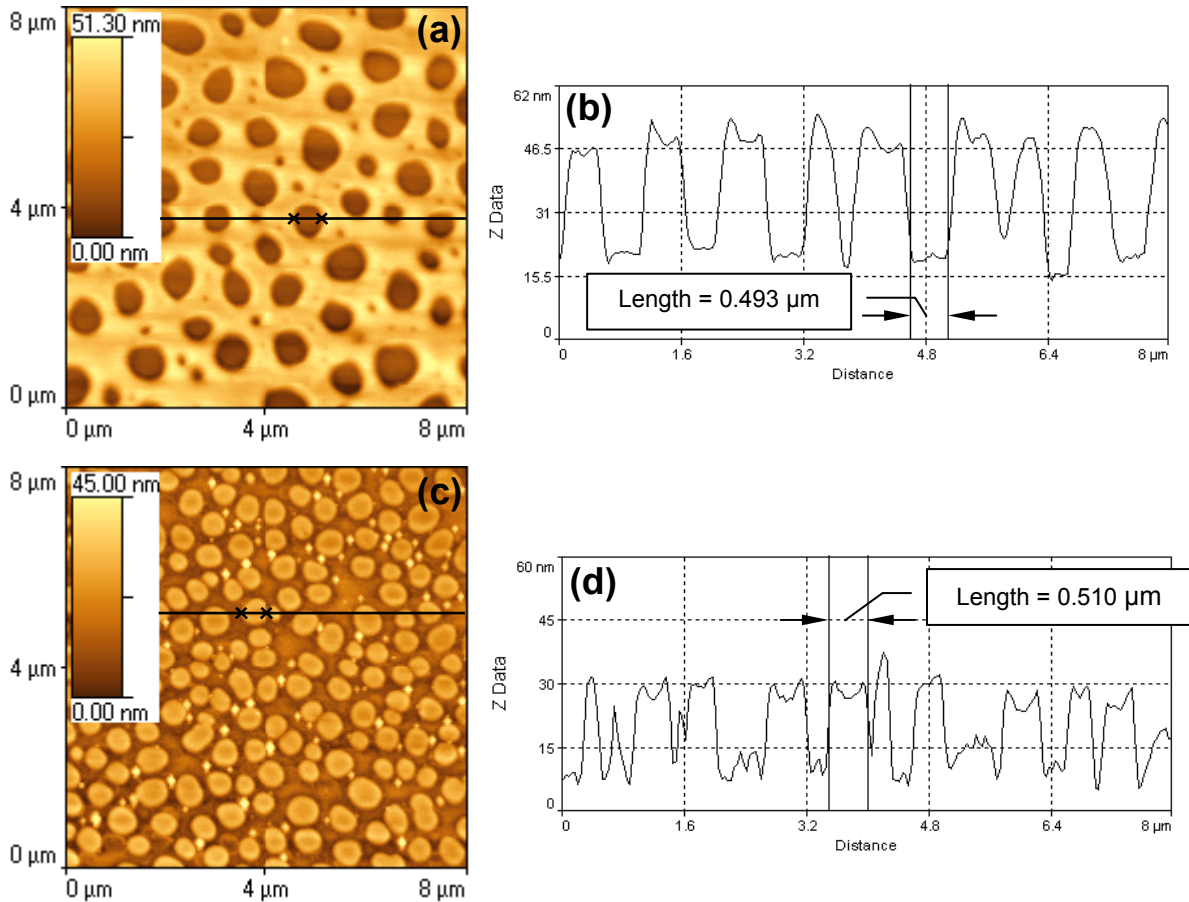 8 µm
51.30 nm
(a)
4 µm
0.00 nm
0 µm
0 µm
4 µm
8 µm
62 nm
(b)
46.5
Z Data
31
15.5
Length = 0.493 µm
0
0
1.6
3.2
4.8
6.4
8 µm
Distance
8 µm
45.00 nm
(c)
4 µm
0.00 nm
0 µm
0 µm
4 µm
8 µm
60 nm
(d)
Length = 0.510 µm
45
Z Data
30
15
0
0
1.6
3.2
4.8
6.4
8 µm
Distance